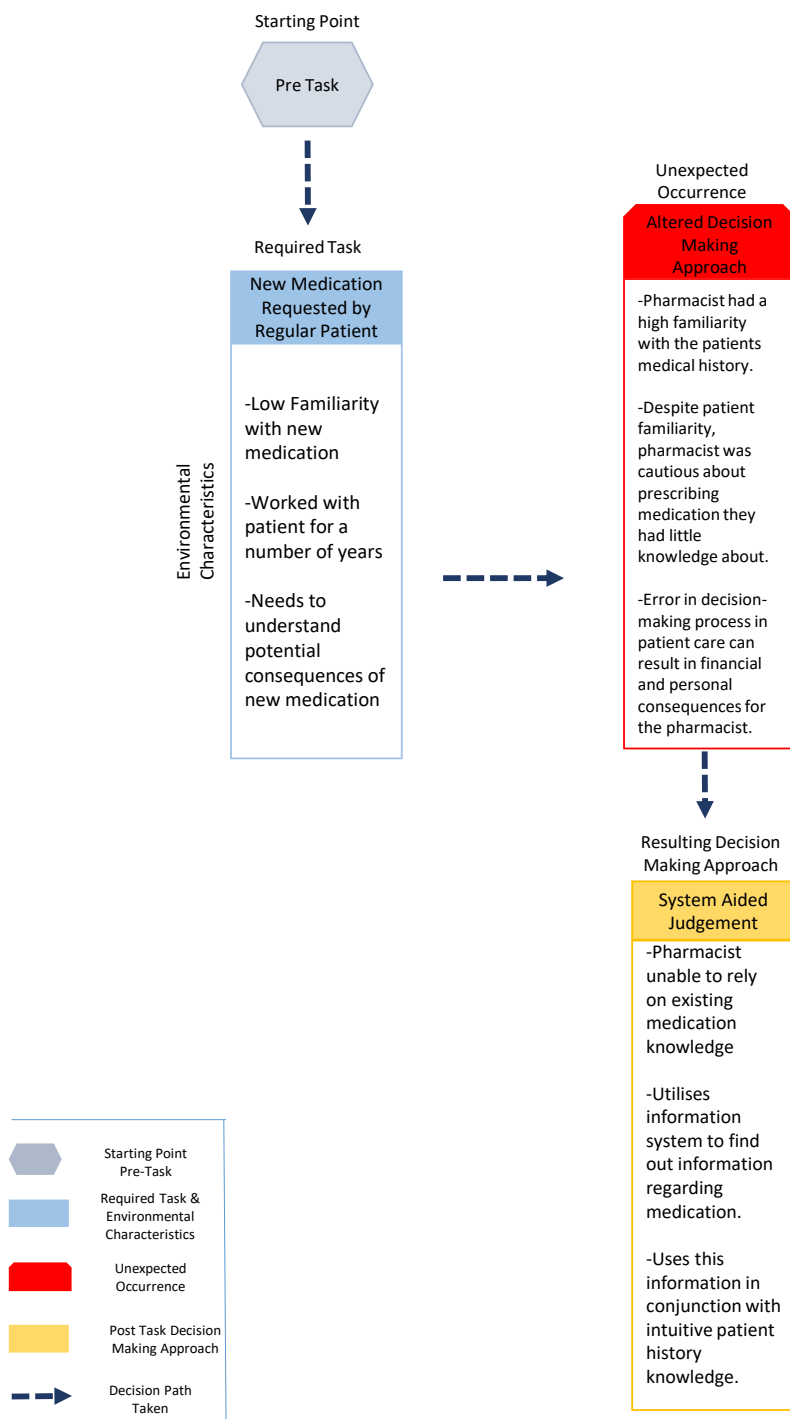 Starting Point
Pre Task
Required Task
New Medication
Requested by
Regular Patient
Environmental
Characteristics
-Low Familiarity
with new
medication
-Worked with
patient for a
number of years
-Needs to
understand
potential
consequences of
new medication
Unexpected
Occurrence
Altered Decision
Making
Approach
-Pharmacist had a
high familiarity
with the patients
medical history.
-Despite patient
familiarity,
pharmacist was
cautious about
prescribing
medication they
had little
knowledge about.
-Error in decision-
making process in
patient care can
result in financial
and personal
consequences for
the pharmacist.
Resulting Decision
Making Approach
System Aided
Judgement
-Pharmacist
unable to rely
on existing
medication
knowledge
-Utilises
information
system to find
out information
regarding
medication.
-Uses this
information in
conjunction with
intuitive patient
history
knowledge.
Starting Point
Pre-Task
Required Task &
Environmental
Characteristics
Unexpected
Occurrence
Post Task Decision
Making Approach
Decision Path
Taken